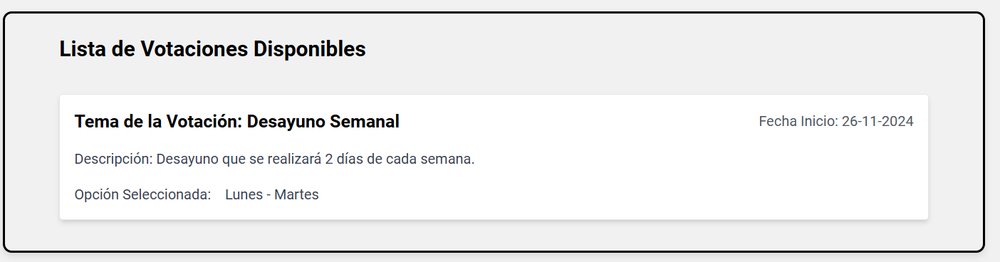 Lista de Votaciones Disponibles
Tema de la Votación: Desayuno Semanal
Fecha Inicio: 26-11-2024
Descripción: Desayuno que se realizará 2 días de cada semana.
Opción Seleccionada: Lunes - Martes